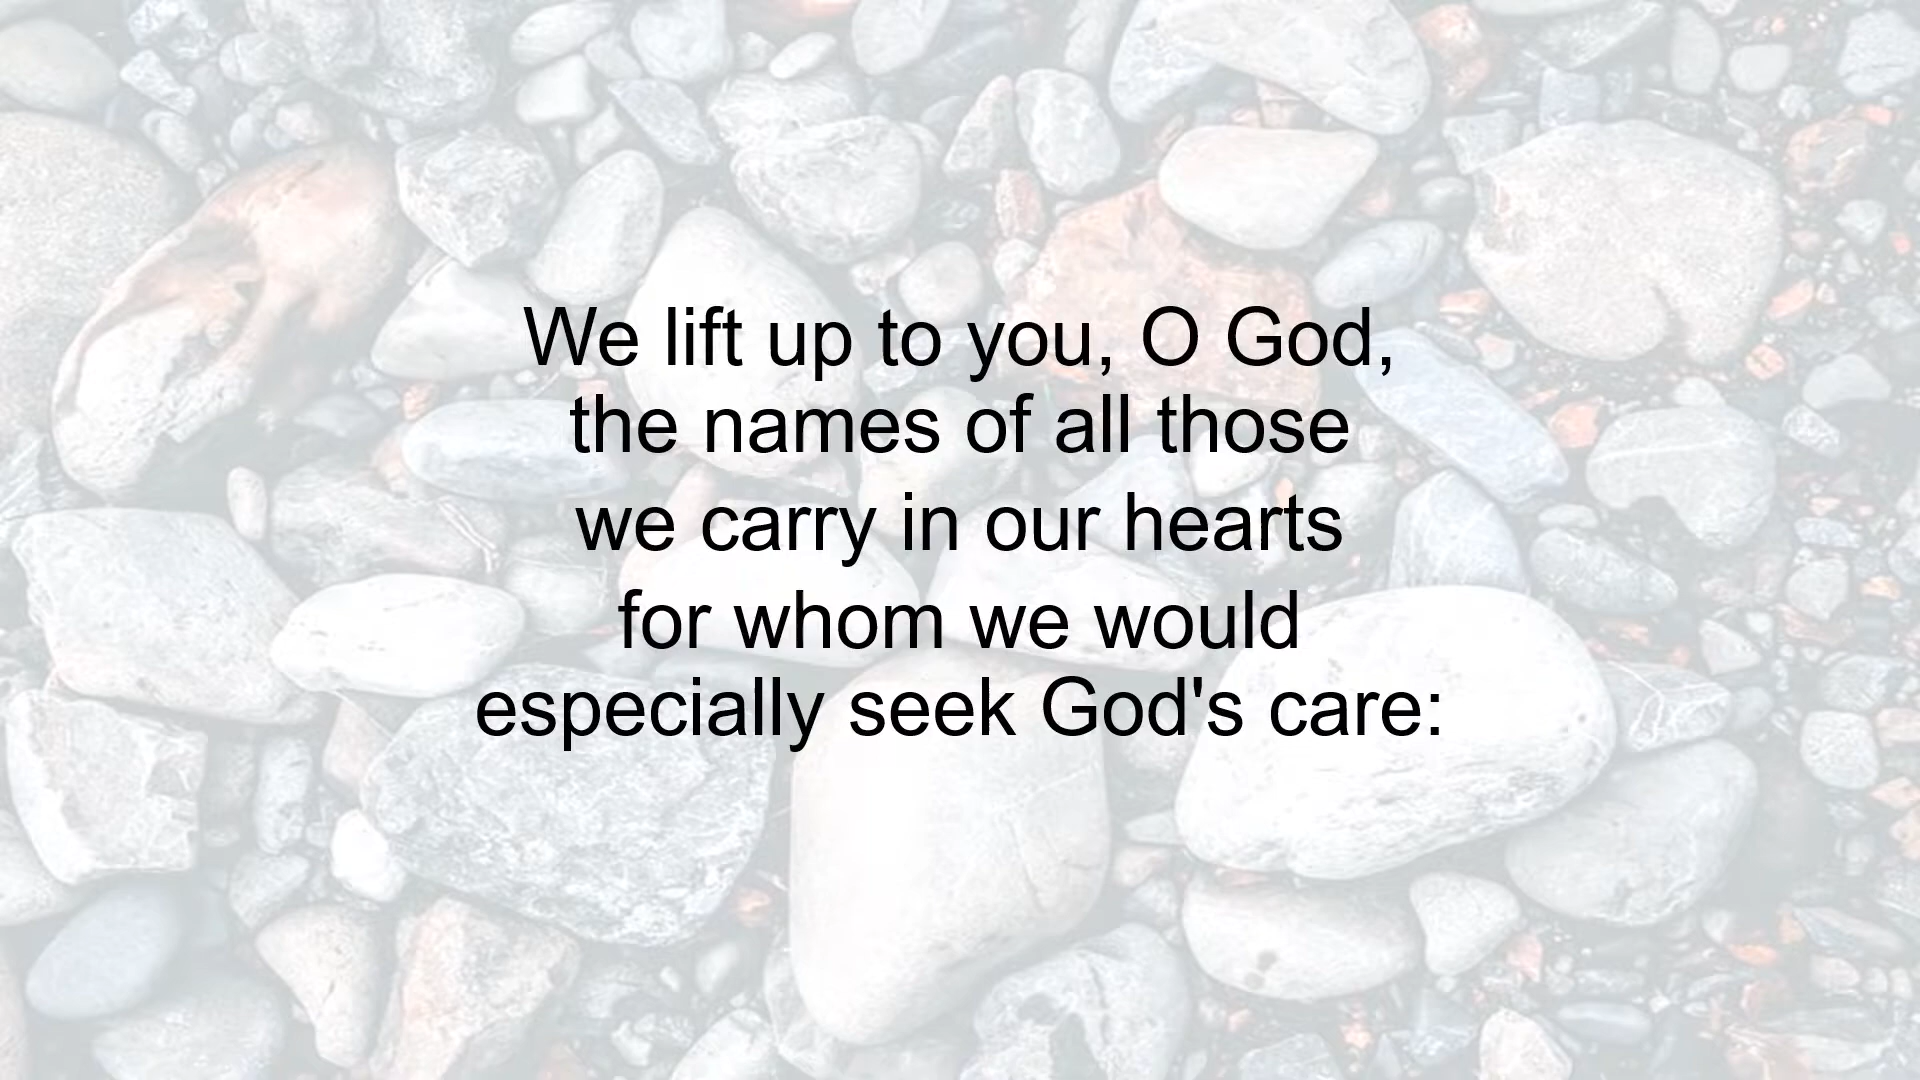 We lift up to you, O God,
the names of all those
we carry in our hearts
for whom we would
especially seek God's care: